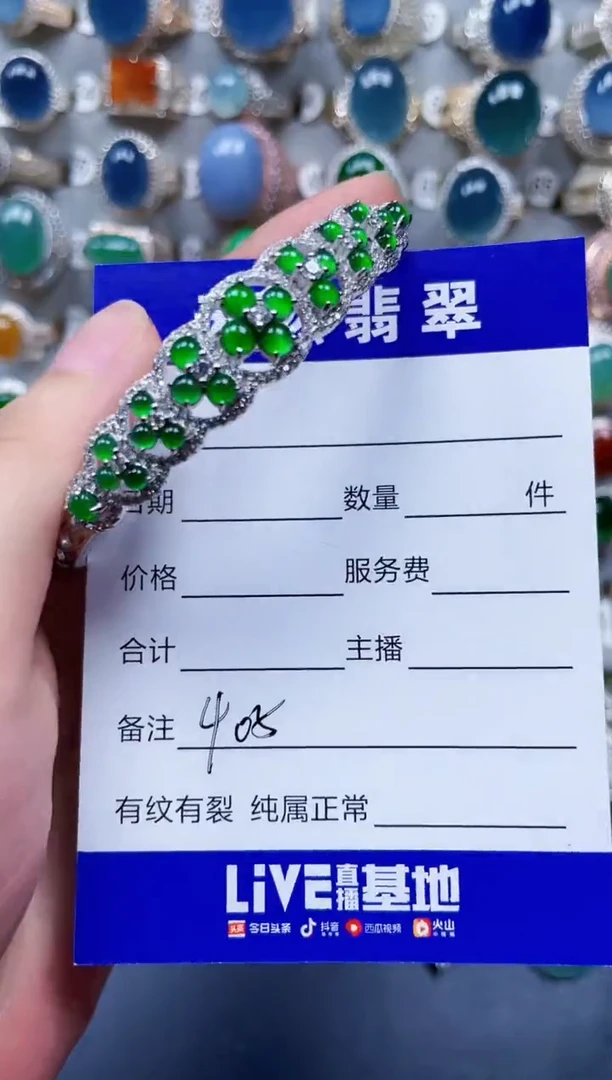 翡翠
期
数量 件
价格 服务费
合计 主播
备注 405
有纹有裂 纯属正常
LiVE直播基地
头条 今日头条 抖音 西瓜视频 火山